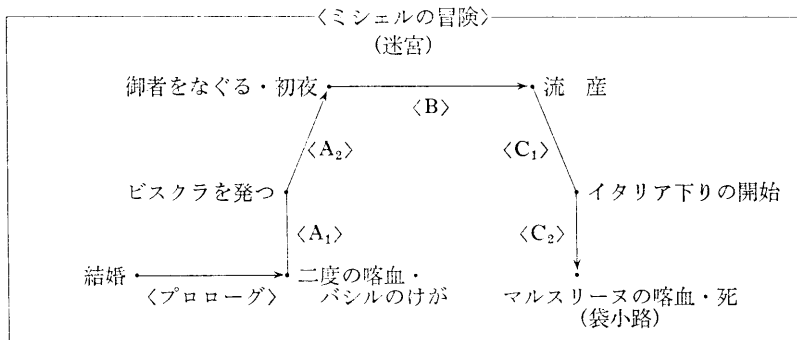 〈ミシェルの冒険〉
(迷宮)
御者をなぐる・初夜
流 産
〈B〉
〈A₂〉
〈C₁〉
ビスクラを発つ
イタリア下りの開始
〈A₁〉
〈C₂〉
結婚
二度の喀血・
〈プロローグ〉
バシルのけが
マルスリーヌの喀血・死
(袋小路)